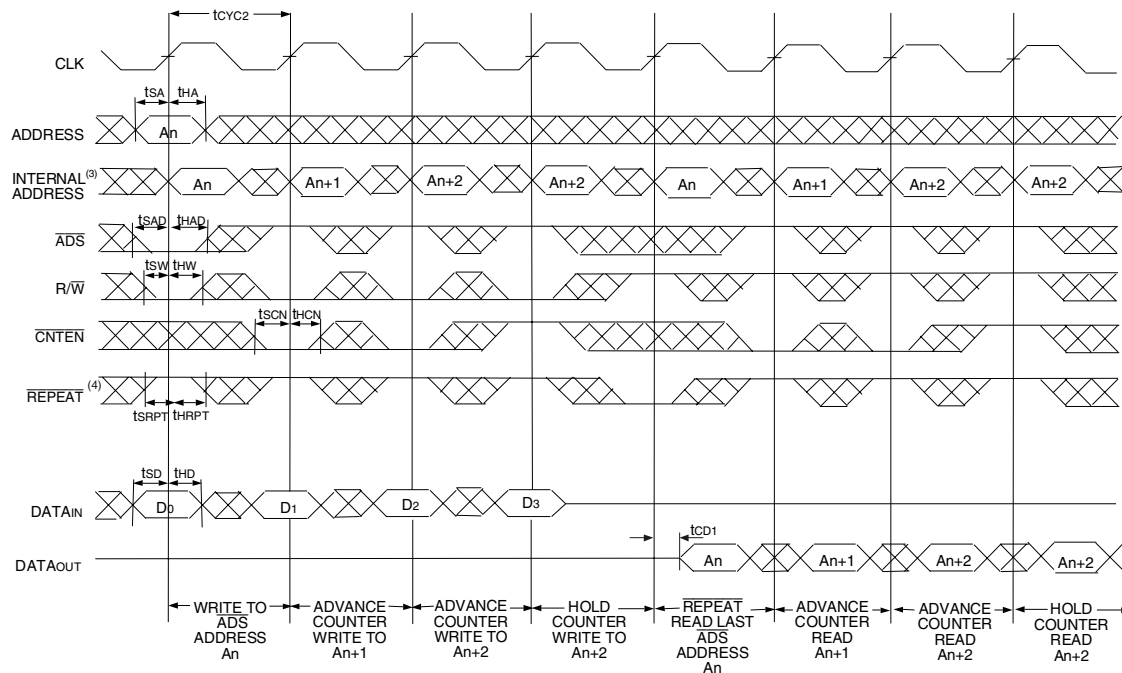 tCYC2
CLK
tSA tHA
ADDRESS An
INTERNAL(3) ADDRESS An An+1 An+2 An+2 An An+1 An+2 An+2
tSAD tHAD
ADS
tSW tHW
R/W
tSCN tHCN
CNTEN
REPEAT (4)
tSRPT tHRPT
tSD tHD
DATAIN D0 D1 D2 D3
tCD1
DATAOUT An An+1 An+2 An+2
WRITE TO
ADS
ADDRESS
An
ADVANCE
COUNTER
WRITE TO
An+1
ADVANCE
COUNTER
WRITE TO
An+2
HOLD
COUNTER
WRITE TO
An+2
REPEAT
READ LAST
ADS
ADDRESS
An
ADVANCE
COUNTER
READ
An+1
ADVANCE
COUNTER
READ
An+2
HOLD
COUNTER
READ
An+2